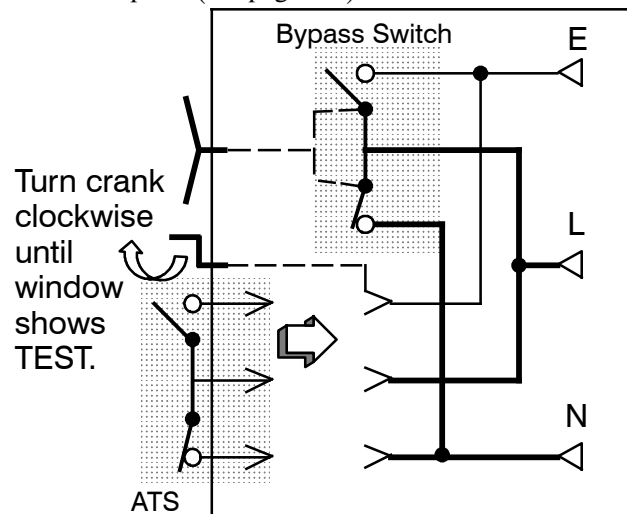 Bypass Switch
E
Turn crank
clockwise
until
window
shows
TEST.
L
N
ATS